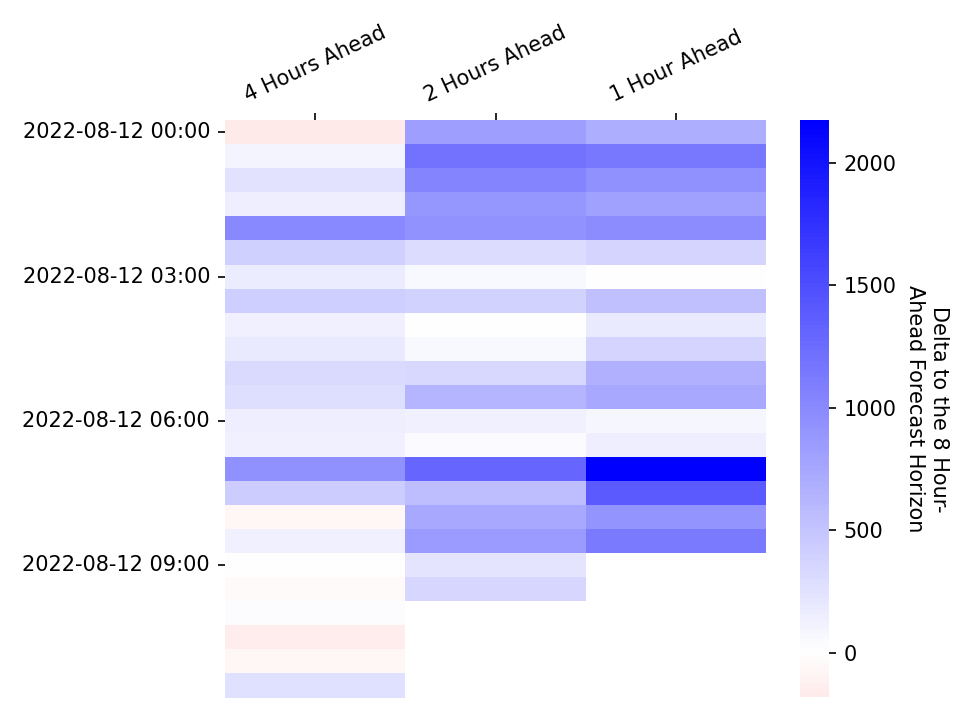 4 Hours Ahead
2 Hours Ahead
1 Hour Ahead
2022-08-12 00:00
2022-08-12 03:00
2022-08-12 06:00
2022-08-12 09:00
2000
1500
1000
500
0
Delta to the 8 Hour-
Ahead Forecast Horizon